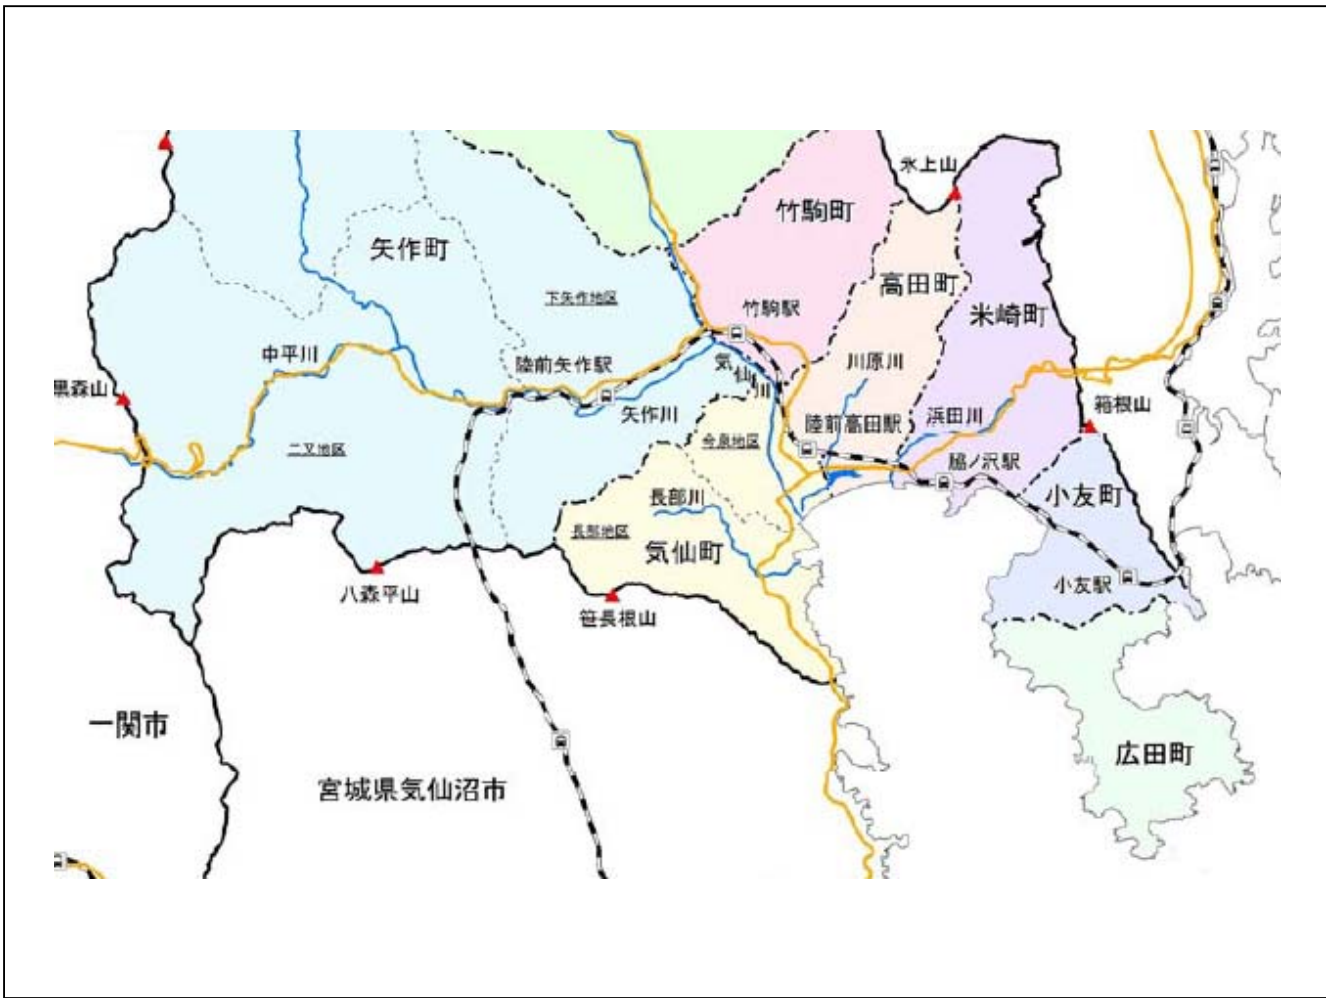 氷上山
竹駒町
矢作町
高田町
下矢作地区
竹駒駅
米崎町
中平川
陸前矢作駅
気仙川
川原川
黒森山
矢作川
陸前高田駅
浜田川
箱根山
今泉地区
二又地区
脇ノ沢駅
長部川
小友町
長部地区
気仙町
小友駅
八森平山
笹長根山
一関市
広田町
宮城県気仙沼市